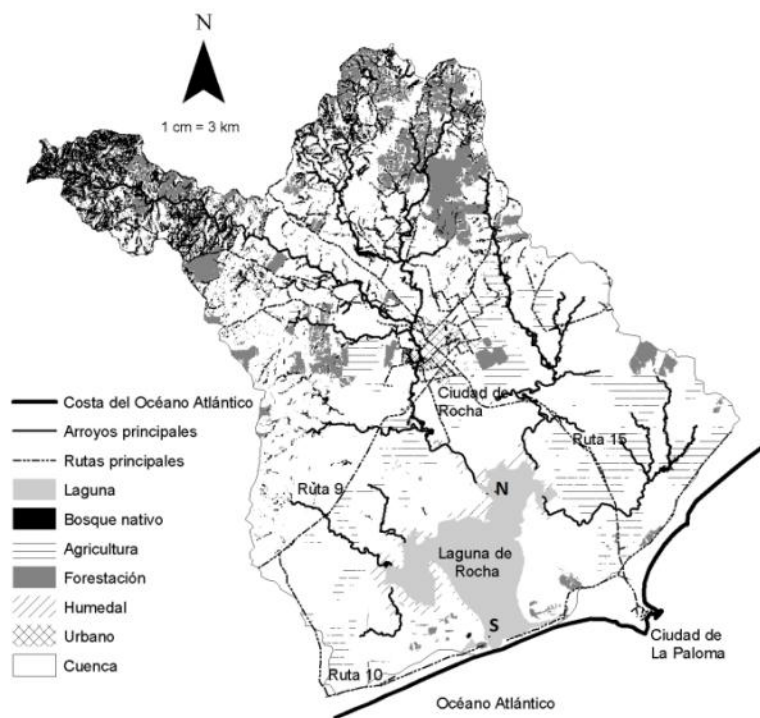 N
1 cm = 3 km
Ciudad de
Rocha
Ruta 15
Ruta 9
N
Laguna de
Rocha
S
Ciudad de
La Paloma
Ruta 10
Océano Atlántico
Costa del Océano Atlántico
Arroyos principales
Rutas principales
Laguna
Bosque nativo
Agricultura
Forestación
Humedal
Urbano
Cuenca